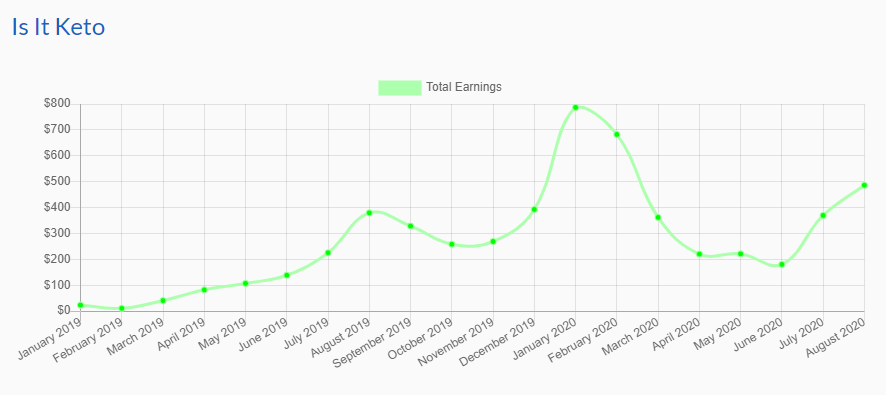 Is It Keto
Total Earnings
$800
$700
$600
$500
$400
$300
$200
$100
$0
January 2019
February 2019
March 2019
April 2019
May 2019
June 2019
July 2019
August 2019
September 2019
October 2019
November 2019
December 2019
January 2020
February 2020
March 2020
April 2020
May 2020
June 2020
July 2020
August 2020